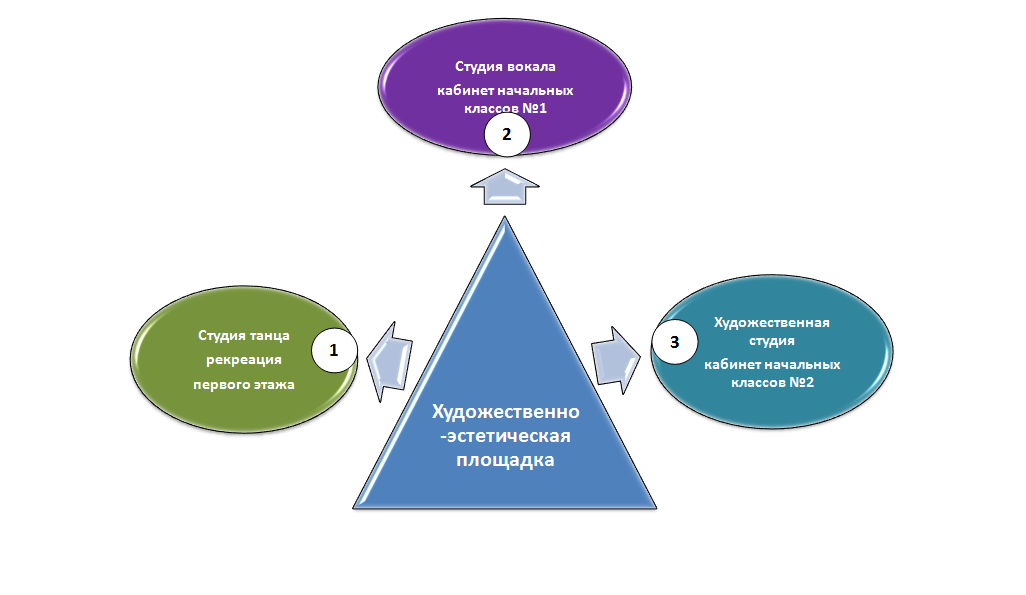 Студия вокала
кабинет начальных
классов №1
2
Студия танца
рекреация
первого этажа
1
3
Художественная
студия
кабинет начальных
классов №2
Художественно
-эстетическая
площадка